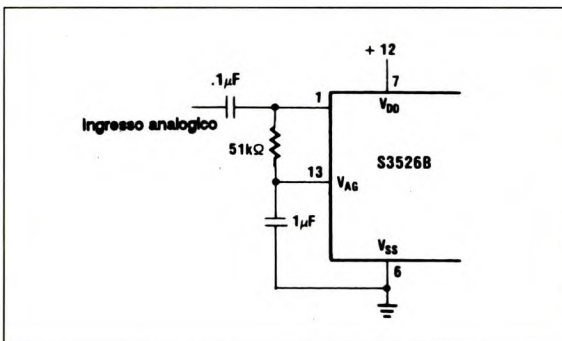 + 12
.1μF
1
7
V_DD
Ingresso analogico
51kΩ
S3526B
13
V_AG
1μF
V_SS
6